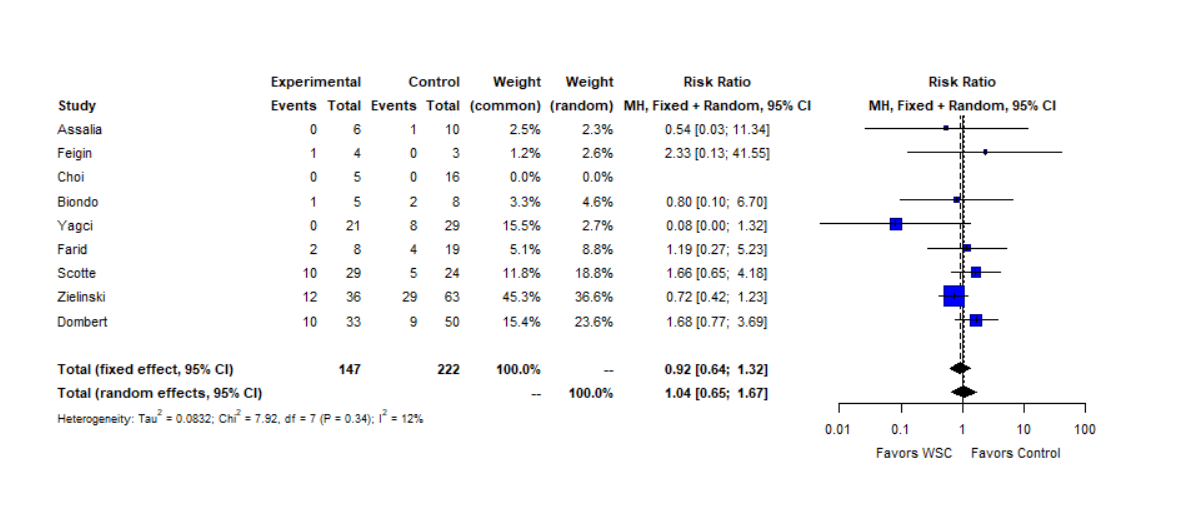 Experimental Control Weight Weight Risk Ratio Risk Ratio
Study Events Total Events Total (common) (random) MH, Fixed + Random, 95% CI MH, Fixed + Random, 95% CI
Assalia 0 6 1 10 2.5% 2.3% 0.54 [0.03; 11.34]
Feigin 1 4 0 3 1.2% 2.6% 2.33 [0.13; 41.55]
Choi 0 5 0 16 0.0% 0.0%
Biondo 1 5 2 8 3.3% 4.6% 0.80 [0.10; 6.70]
Yagci 0 21 8 29 15.5% 2.7% 0.08 [0.00; 1.32]
Farid 2 8 4 19 5.1% 8.8% 1.19 [0.27; 5.23]
Scotte 10 29 5 24 11.8% 18.8% 1.66 [0.65; 4.18]
Zielinski 12 36 29 63 45.3% 36.6% 0.72 [0.42; 1.23]
Dombert 10 33 9 50 15.4% 23.6% 1.68 [0.77; 3.69]
Total (fixed effect, 95% CI) 147 222 100.0% -- 0.92 [0.64; 1.32]
Total (random effects, 95% CI) -- 100.0% 1.04 [0.65; 1.67]
Heterogeneity: Tau² = 0.0832; Chi² = 7.92, df = 7 (P = 0.34); I² = 12%
0.01 0.1 1 10 100
Favors WSC Favors Control